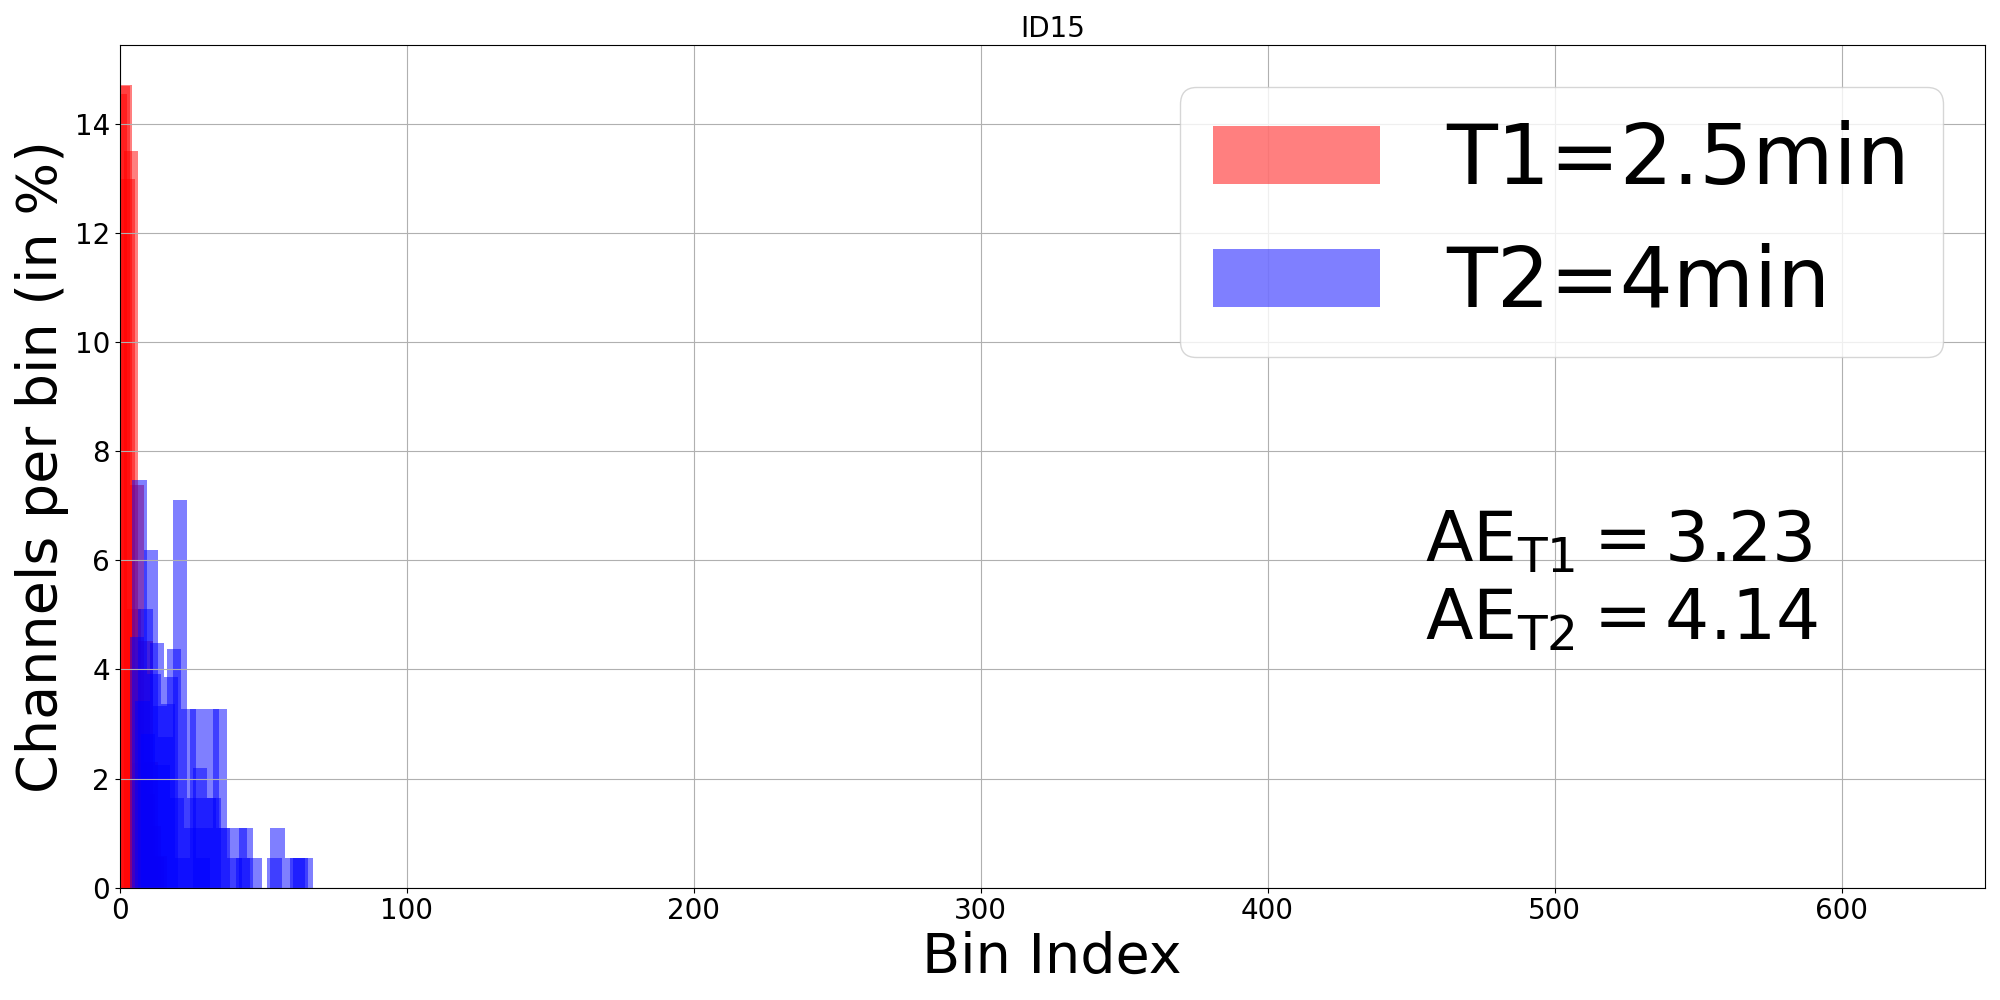 ID15
Channels per bin (in %)
14
12
10
8
6
4
2
0
0 100 200 300 400 500 600
Bin Index
T1=2.5min
T2=4min
AE_T1 = 3.23
AE_T2 = 4.14